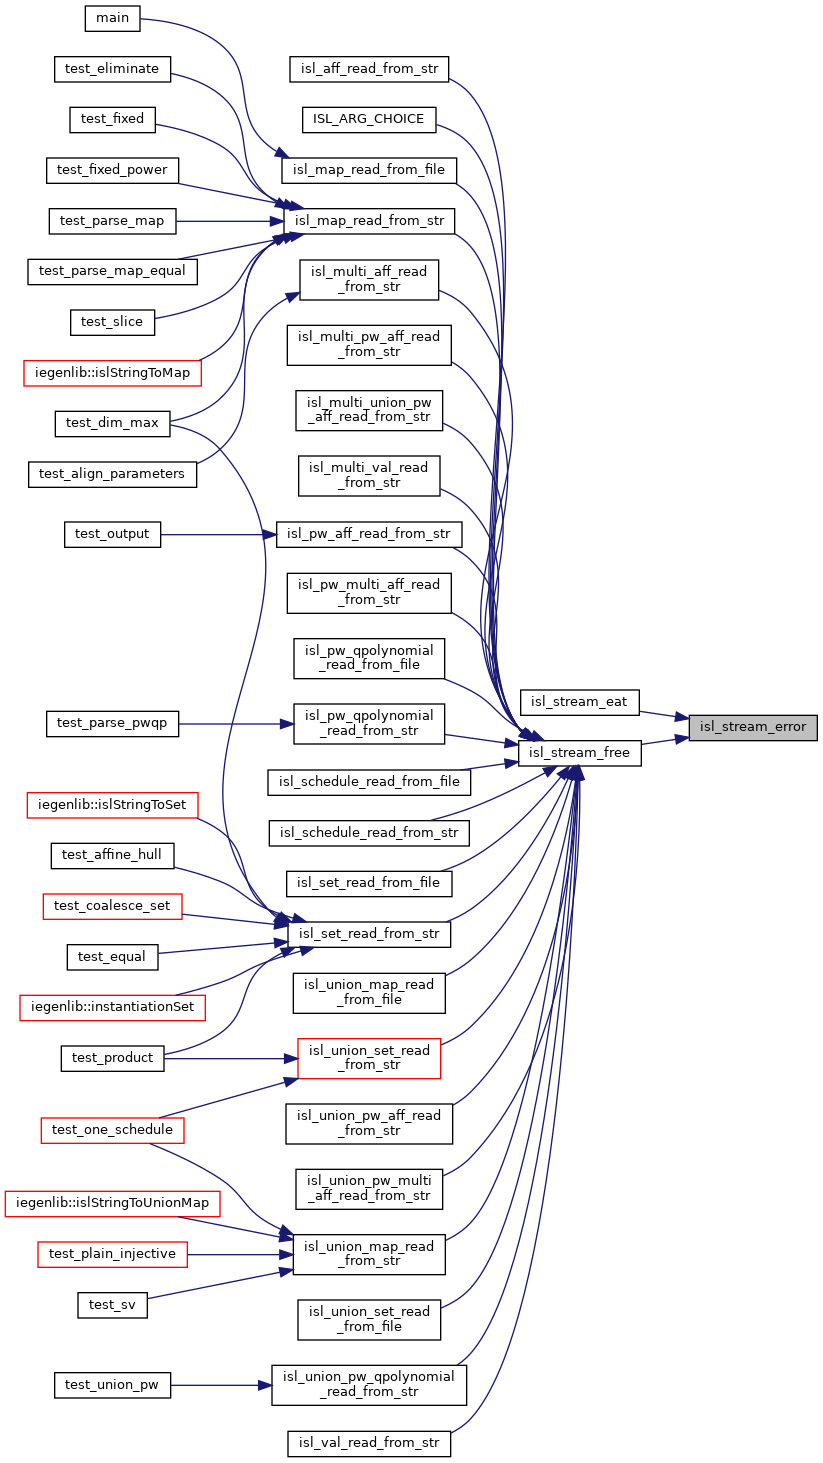 main
test_eliminate
test_fixed
test_fixed_power
test_parse_map
test_parse_map_equal
test_slice
iegenlib::islStringToMap
test_dim_max
test_align_parameters
test_output
test_parse_pwqp
iegenlib::islStringToSet
test_affine_hull
test_coalesce_set
test_equal
iegenlib::instantiationSet
test_product
test_one_schedule
iegenlib::islStringToUnionMap
test_plain_injective
test_sv
test_union_pw
isl_aff_read_from_str
ISL_ARG_CHOICE
isl_map_read_from_file
isl_map_read_from_str
isl_multi_aff_read
_from_str
isl_multi_pw_aff_read
_from_str
isl_multi_union_pw
_aff_read_from_str
isl_multi_val_read
_from_str
isl_pw_aff_read_from_str
isl_pw_multi_aff_read
_from_str
isl_pw_qpolynomial
_read_from_file
isl_pw_qpolynomial
_read_from_str
isl_schedule_read_from_file
isl_schedule_read_from_str
isl_set_read_from_file
isl_set_read_from_str
isl_union_map_read
_from_file
isl_union_set_read
_from_str
isl_union_pw_aff_read
_from_str
isl_union_pw_multi
_aff_read_from_str
isl_union_map_read
_from_str
isl_union_set_read
_from_file
isl_union_pw_qpolynomial
_read_from_str
isl_val_read_from_str
isl_stream_eat
isl_stream_free
isl_stream_error